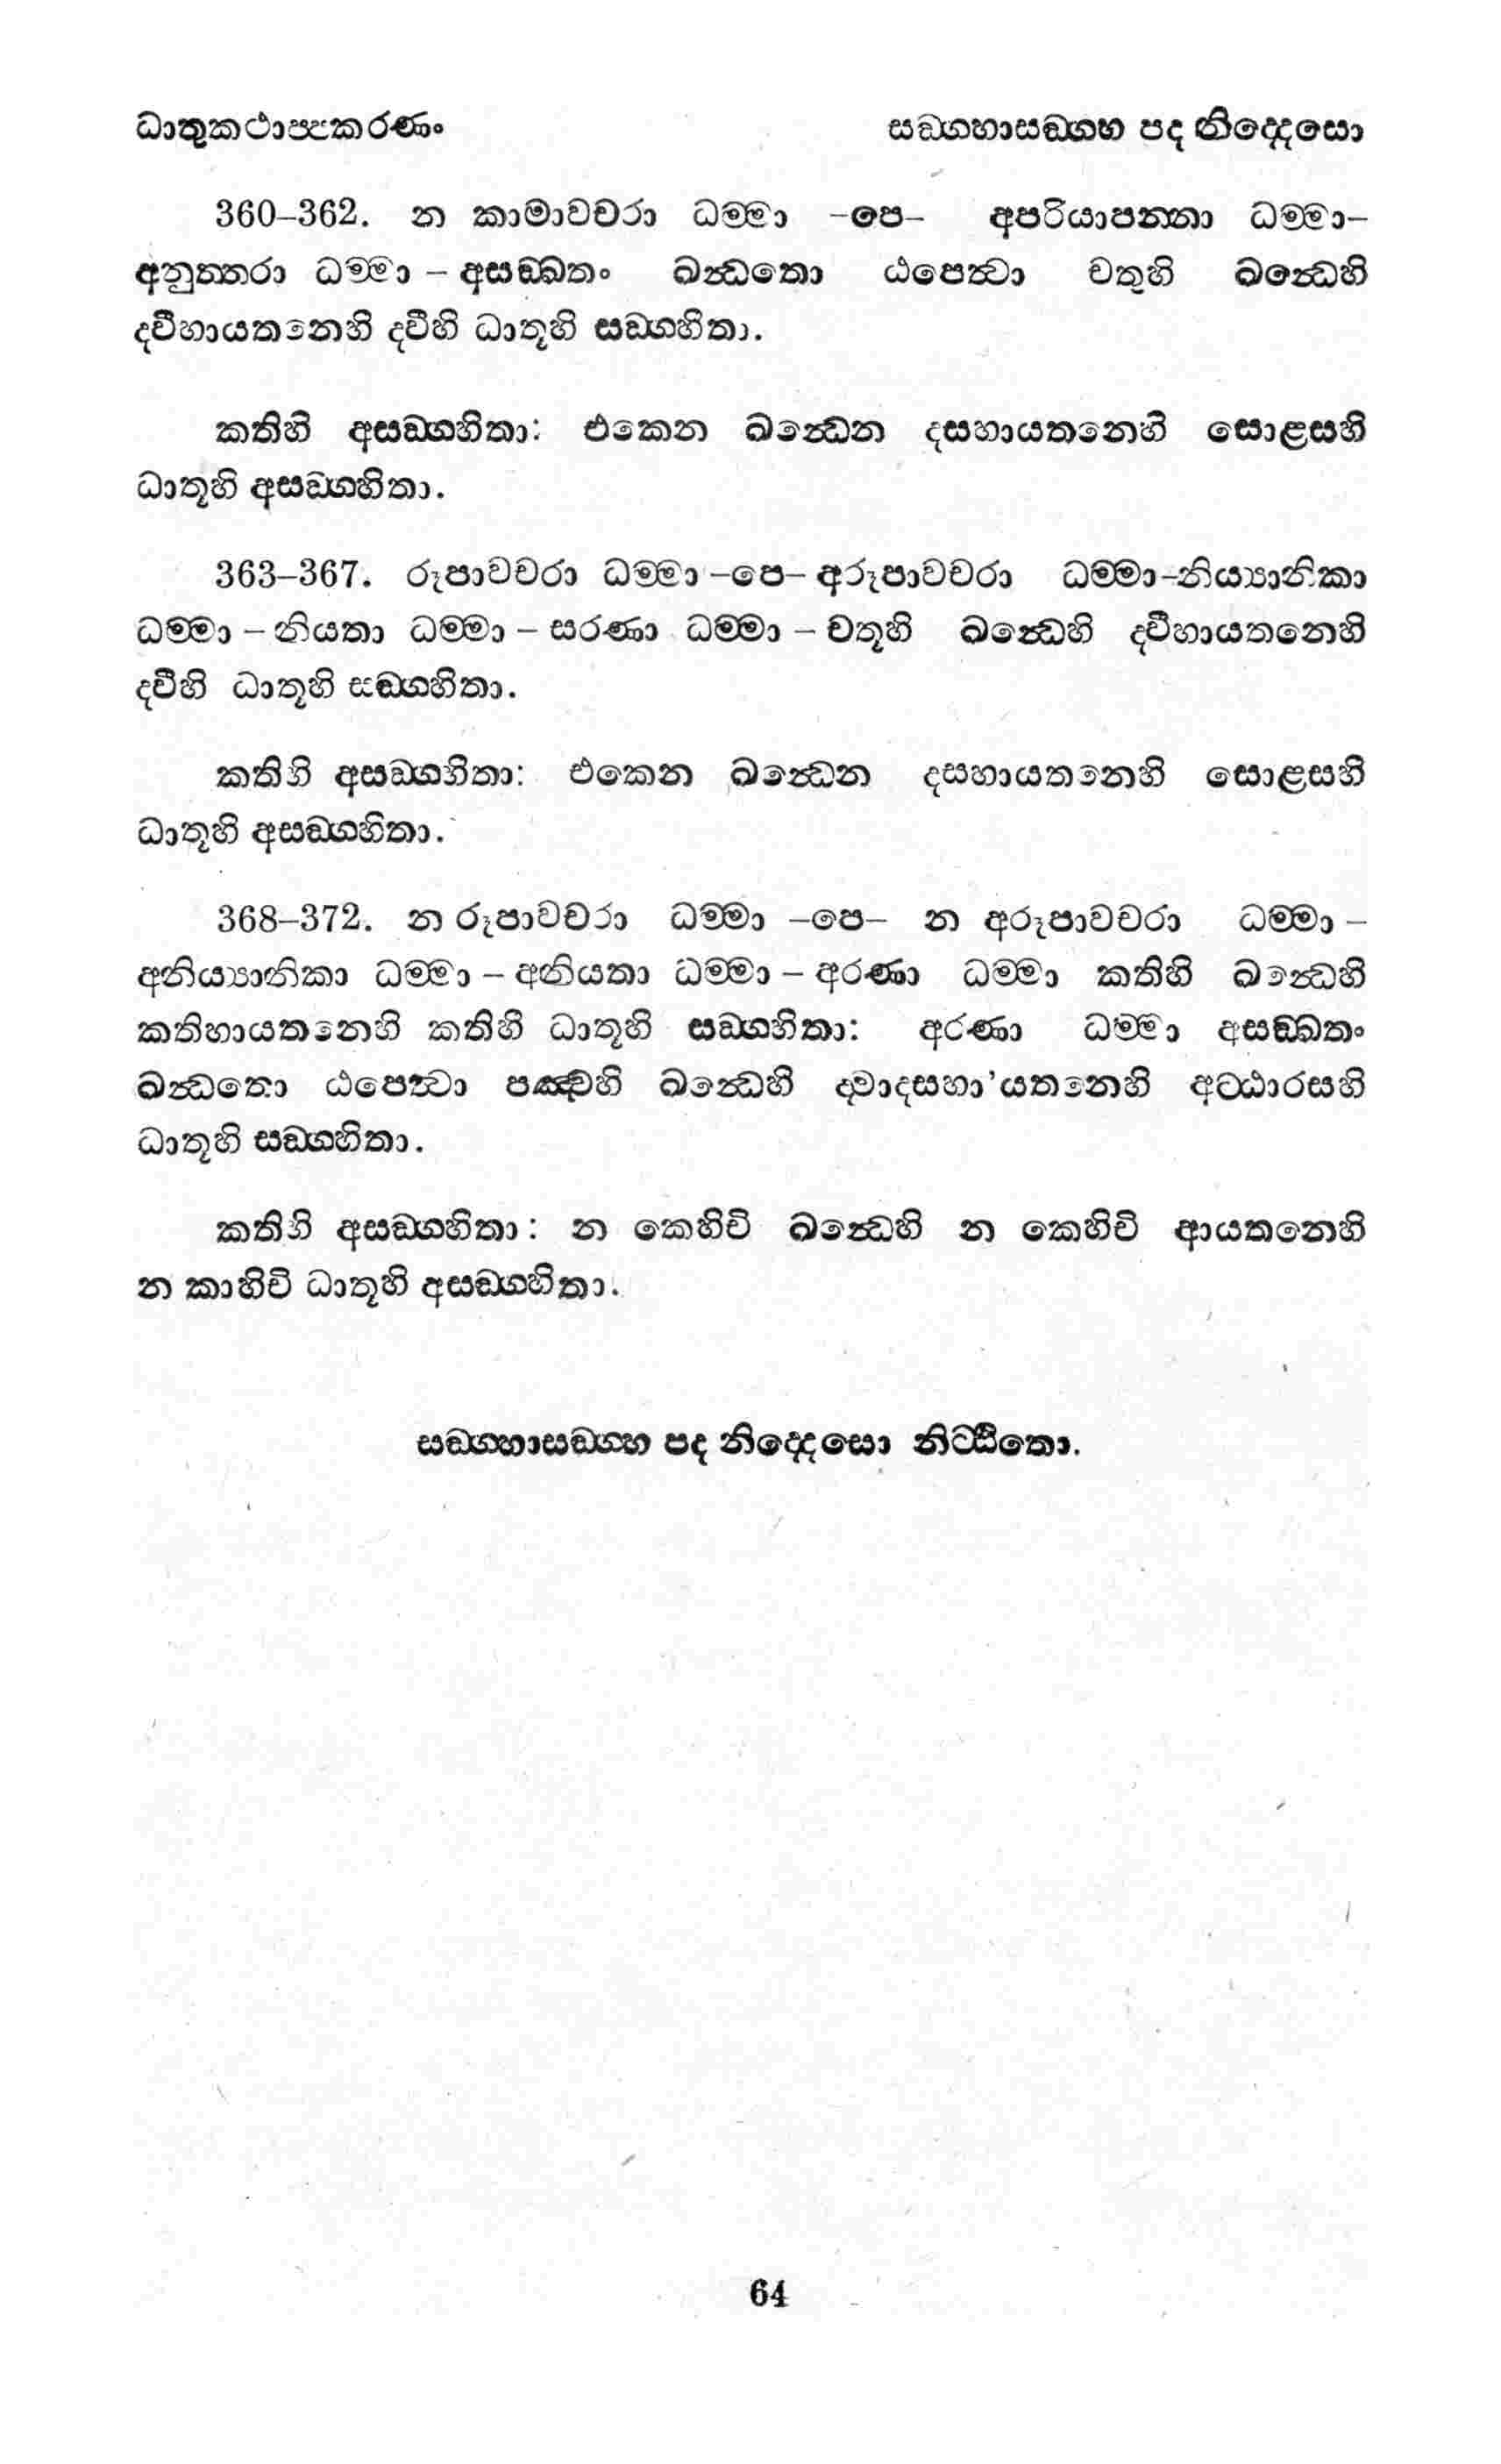 ධාතුකථාප්පකරණං සඞ්ගහාසඞ්ගහ පද නිද්දෙසො
360–362. න කාමාවචරා ධම්මා –පෙ– අපරියාපන්නා ධම්මා–
අනුත්තරා ධම්මා – අසඞ්ඛතං ඛන්ධතො ඨපෙත්වා චතුහි ඛන්ධෙහි
ද්වීහායතනෙහි ද්වීහි ධාතූහි සඞ්ගහිතා.
කතිහි අසඞ්ගහිතා: එකෙන ඛන්ධෙන දසහායතනෙහි සොළසහි
ධාතූහි අසඞ්ගහිතා.
363–367. රූපාවචරා ධම්මා –පෙ– අරූපාවචරා ධම්මා–නිය්‍යානිකා
ධම්මා – නියතා ධම්මා – සරණා ධම්මා – චතූහි ඛන්ධෙහි ද්වීහායතනෙහි
ද්වීහි ධාතූහි සඞ්ගහිතා.
කතිහි අසඞ්ගහිතා: එකෙන ඛන්ධෙන දසහායතනෙහි සොළසහි
ධාතූහි අසඞ්ගහිතා.
368–372. න රූපාවචරා ධම්මා –පෙ– න අරූපාවචරා ධම්මා –
අනිය්‍යානිකා ධම්මා – අනියතා ධම්මා – අරණා ධම්මා කතිහි ඛන්ධෙහි
කතිහායතනෙහි කතිහි ධාතූහි සඞ්ගහිතා: අරණා ධම්මා අසඞ්ඛතං
ඛන්ධතො ඨපෙත්වා පඤ්චහි ඛන්ධෙහි ද්වාදසහා'යතනෙහි අට්ඨාරසහි
ධාතූහි සඞ්ගහිතා.
කතිහි අසඞ්ගහිතා : න කෙහිචි ඛන්ධෙහි න කෙහිචි ආයතනෙහි
න කාහිචි ධාතූහි අසඞ්ගහිතා.
සඞ්ගහාසඞ්ගහ පද නිද්දෙසො නිට්ඨිතො.
64